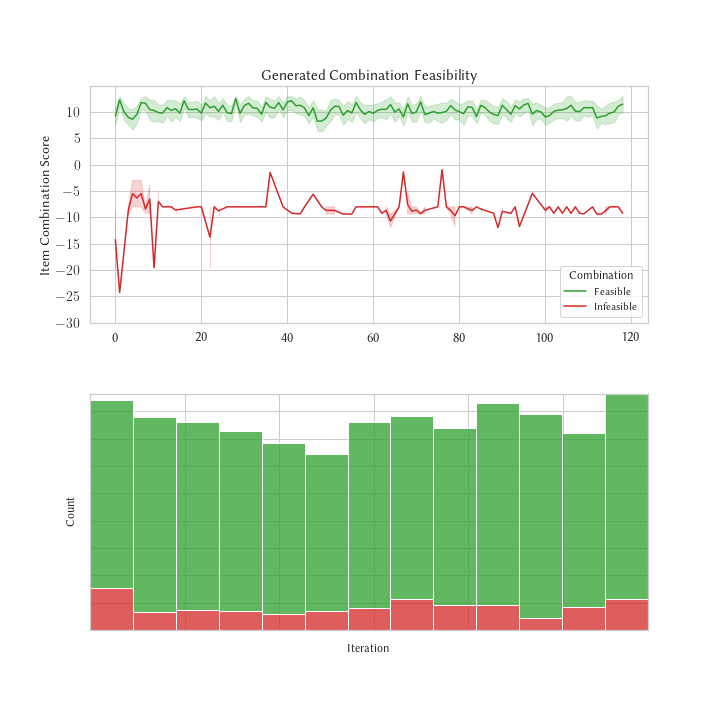 Generated Combination Feasibility
Item Combination Score
10
5
0
−5
−10
−15
−20
−25
−30
0 20 40 60 80 100 120
Combination
Feasible
Infeasible
Count
Iteration